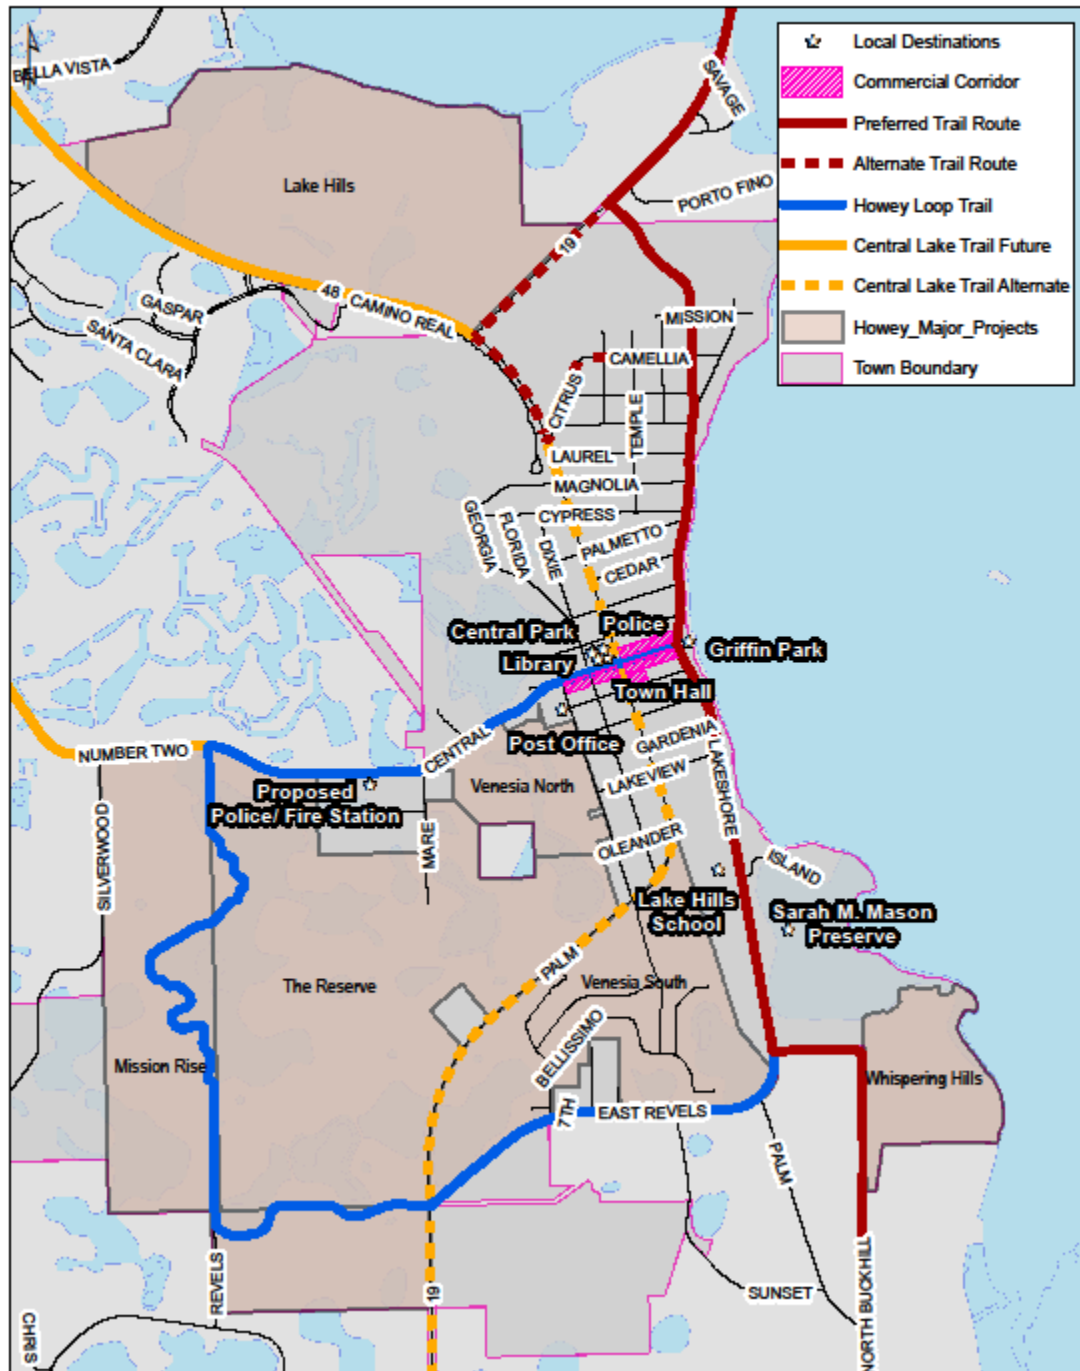 Local Destinations
Commercial Corridor
Preferred Trail Route
Alternate Trail Route
Howey Loop Trail
Central Lake Trail Future
Central Lake Trail Alternate
Howey_Major_Projects
Town Boundary
BELLA VISTA
SAVAGE
PORTO FINO
Lake Hills
19
48
CAMINO REAL
GASPAR
SANTA CLARA
MISSION
CAMELLIA
CITRUS
TEMPLE
LAUREL
MAGNOLIA
GEORGIA
FLORIDA
CYPRESS
DIXIE
PALMETTO
CEDAR
Central Park
Police
Library
Griffin Park
Town Hall
Post Office
GARDENIA
LAKESHORE
NUMBER TWO
CENTRAL
Proposed
Police/ Fire Station
Venesia North
LAKEVIEW
SILVERWOOD
MARE
OLEANDER
ISLAND
Lake Hills
School
Sarah M. Mason
Preserve
PALM
The Reserve
Venesia South
Mission Rise
BELLISSIMO
Whispering Hills
7TH
EAST REVELS
PALM
REVELS
19
SUNSET
NORTH BUCKHILL
CHRIS